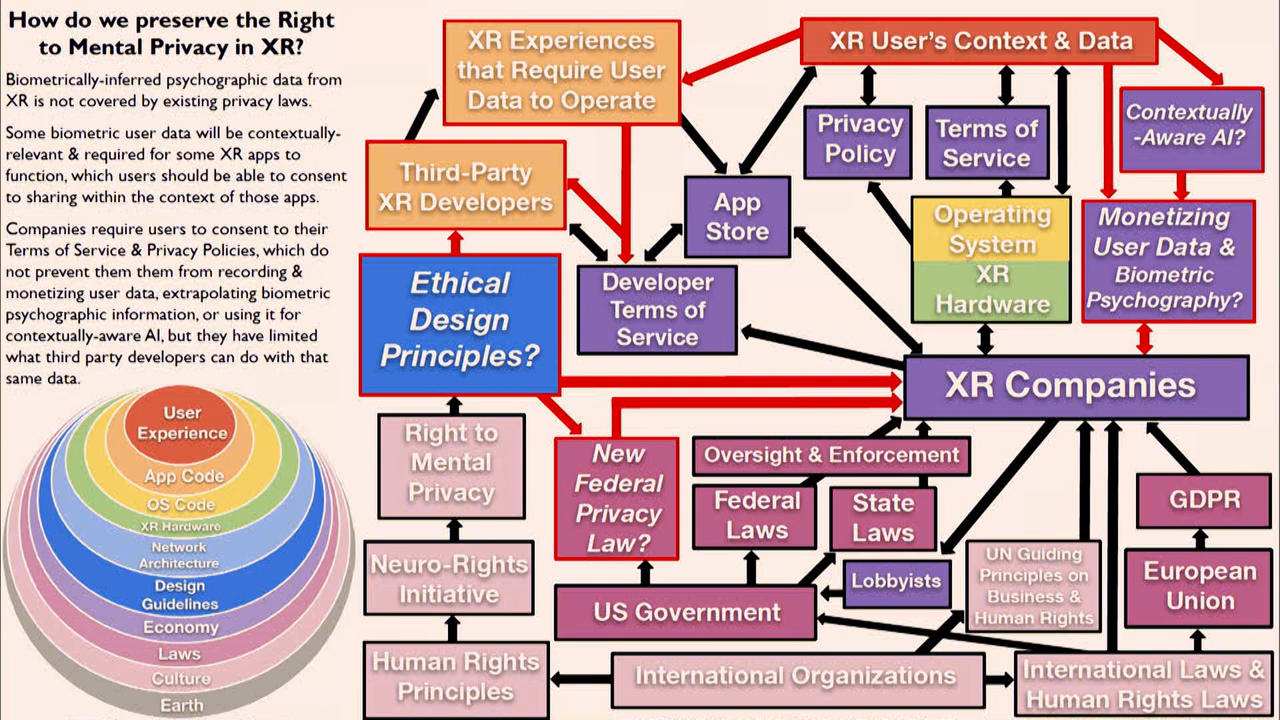 How do we preserve the Right
to Mental Privacy in XR?
Biometrically-inferred psychographic data from
XR is not covered by existing privacy laws.
Some biometric user data will be contextually-
relevant & required for some XR apps to
function, which users should be able to consent
to sharing within the context of those apps.
Companies require users to consent to their
Terms of Service & Privacy Policies, which do
not prevent them them from recording &
monetizing user data, extrapolating biometric
psychographic information, or using it for
contextually-aware AI, but they have limited
what third party developers can do with that
same data.
User
Experience
App Code
OS Code
XR Hardware
Network
Architecture
Design
Guidelines
Economy
Laws
Culture
Earth
XR Experiences
that Require User
Data to Operate
XR User's Context & Data
Third-Party
XR Developers
Privacy
Policy
Terms of
Service
Contextually
-Aware AI?
App
Store
Operating
System
XR
Hardware
Monetizing
User Data &
Biometric
Psychography?
Ethical
Design
Principles?
Developer
Terms of
Service
XR Companies
Right to
Mental
Privacy
New
Federal
Privacy
Law?
Oversight & Enforcement
Federal
Laws
State
Laws
GDPR
Neuro-Rights
Initiative
Lobbyists
UN Guiding
Principles on
Business &
Human Rights
European
Union
US Government
Human Rights
Principles
International Organizations
International Laws &
Human Rights Laws